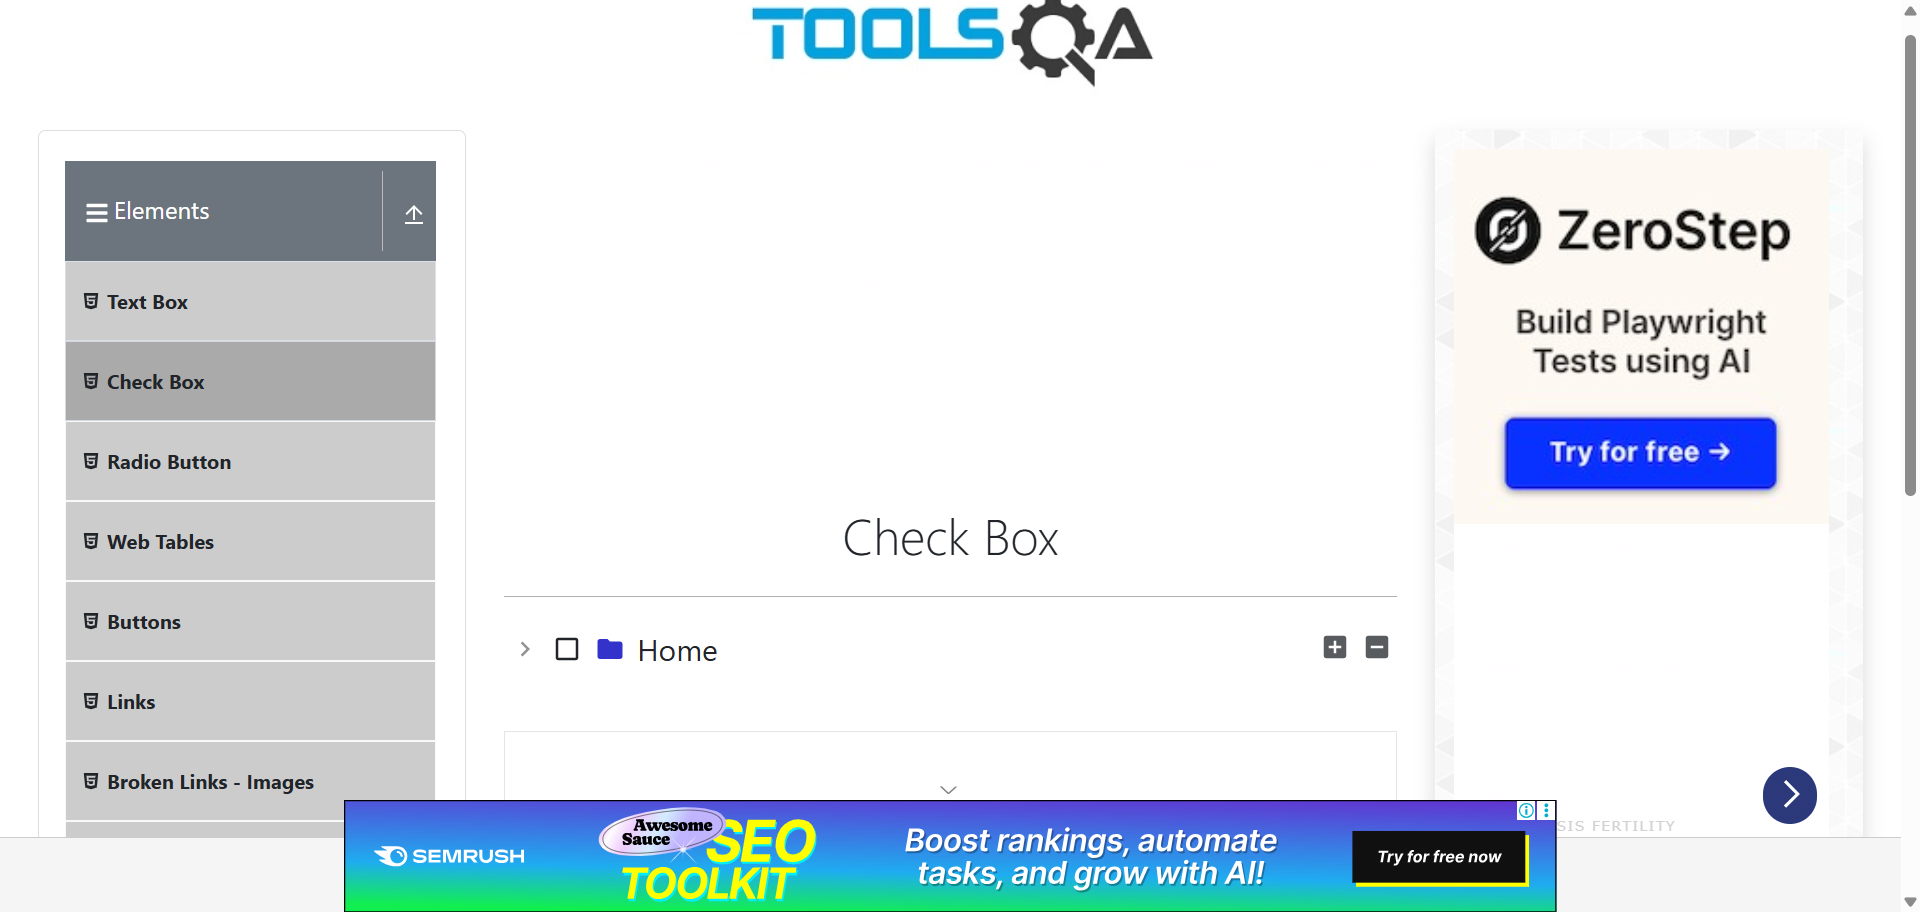 TOOLSQA
Elements
Text Box
Check Box
Radio Button
Web Tables
Buttons
Links
Broken Links - Images
Check Box
Home
ZeroStep
Build Playwright
Tests using AI
Try for free →
SIS FERTILITY
SEMRUSH
Awesome
Sauce
SEO
TOOLKIT
Boost rankings, automate
tasks, and grow with AI!
Try for free now